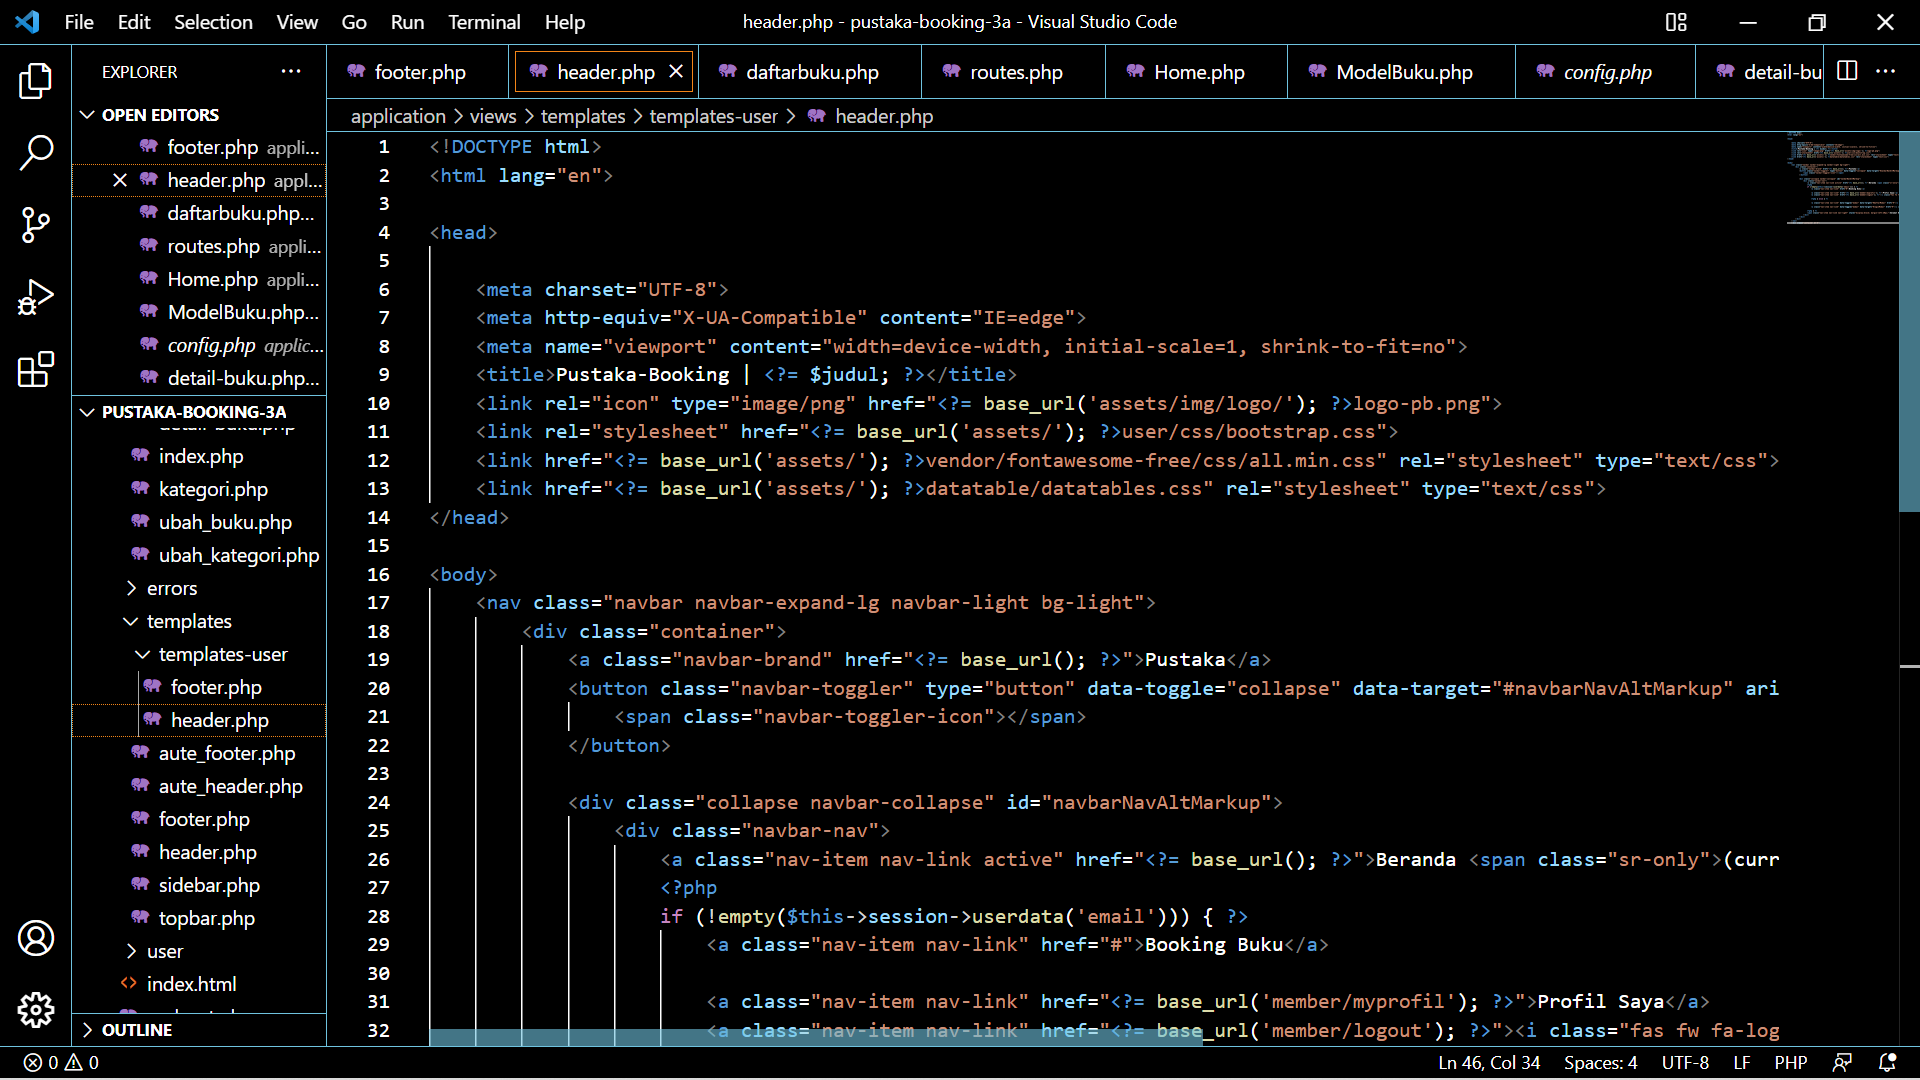 File Edit Selection View Go Run Terminal Help
header.php - pustaka-booking-3a - Visual Studio Code
EXPLORER
OPEN EDITORS
footer.php appli...
header.php appl...
daftarbuku.php...
routes.php appli...
Home.php appli...
ModelBuku.php...
config.php applic...
detail-buku.php...
PUSTAKA-BOOKING-3A
detail-buku.php
index.php
kategori.php
ubah_buku.php
ubah_kategori.php
errors
templates
templates-user
footer.php
header.php
aute_footer.php
aute_header.php
footer.php
header.php
sidebar.php
topbar.php
user
index.html
OUTLINE
footer.php header.php daftarbuku.php routes.php Home.php ModelBuku.php config.php detail-bu
application > views > templates > templates-user > header.php
1 <!DOCTYPE html>
2 <html lang="en">
3
4 <head>
5
6 <meta charset="UTF-8">
7 <meta http-equiv="X-UA-Compatible" content="IE=edge">
8 <meta name="viewport" content="width=device-width, initial-scale=1, shrink-to-fit=no">
9 <title>Pustaka-Booking | <?= $judul; ?></title>
10 <link rel="icon" type="image/png" href="<?= base_url('assets/img/logo/'); ?>logo-pb.png">
11 <link rel="stylesheet" href="<?= base_url('assets/'); ?>user/css/bootstrap.css">
12 <link href="<?= base_url('assets/'); ?>vendor/fontawesome-free/css/all.min.css" rel="stylesheet" type="text/css">
13 <link href="<?= base_url('assets/'); ?>datatable/datatables.css" rel="stylesheet" type="text/css">
14 </head>
15
16 <body>
17 <nav class="navbar navbar-expand-lg navbar-light bg-light">
18 <div class="container">
19 <a class="navbar-brand" href="<?= base_url(); ?>">Pustaka</a>
20 <button class="navbar-toggler" type="button" data-toggle="collapse" data-target="#navbarNavAltMarkup" ari
21 <span class="navbar-toggler-icon"></span>
22 </button>
23
24 <div class="collapse navbar-collapse" id="navbarNavAltMarkup">
25 <div class="navbar-nav">
26 <a class="nav-item nav-link active" href="<?= base_url(); ?>">Beranda <span class="sr-only">(curr
27 <?php
28 if (!empty($this->session->userdata('email'))) { ?>
29 <a class="nav-item nav-link" href="#">Booking Buku</a>
30
31 <a class="nav-item nav-link" href="<?= base_url('member/myprofil'); ?>">Profil Saya</a>
32 <a class="nav-item nav-link" href="<?= base_url('member/logout'); ?>"><i class="fas fw fa-log
0 0
Ln 46, Col 34 Spaces: 4 UTF-8 LF PHP